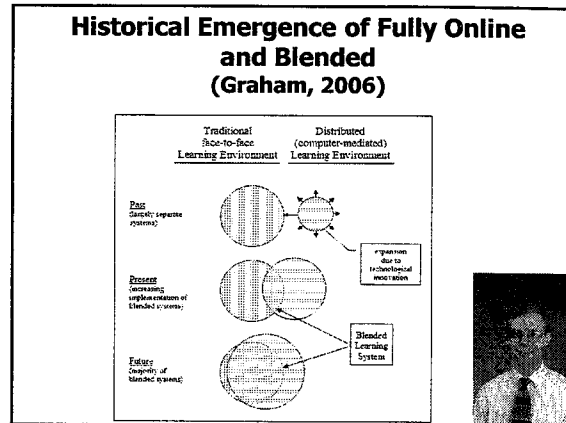 Historical Emergence of Fully Online
and Blended
(Graham, 2006)
Traditional
face-to-face
Learning Environment
Distributed
(computer-mediated)
Learning Environment
Past
(largely separate
systems)
expansion
due to
technological
innovation
Present
(increasing
implementation of
blended systems)
Blended
Learning
System
Future
(majority of
blended systems)